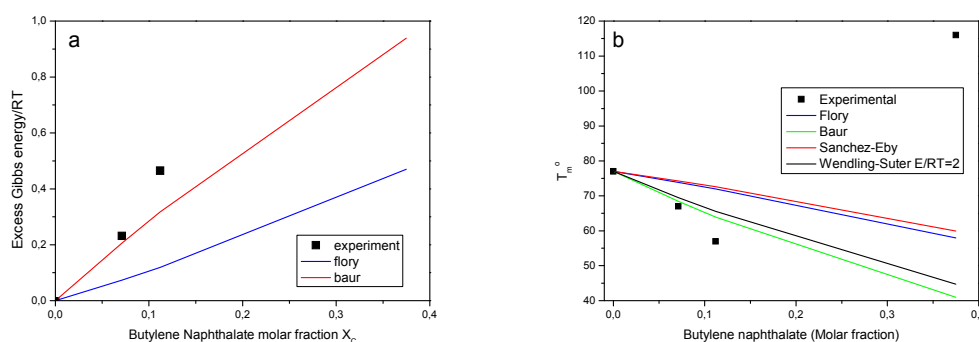 a
1,0
0,8
0,6
0,4
0,2
0,0
Excess Gibbs energy/RT
experiment
flory
baur
0,0 0,1 0,2 0,3 0,4
Butylene Naphthalate molar fraction X_C
b
120
110
100
90
80
70
60
50
40
T_m^o
Experimental
Flory
Baur
Sanchez-Eby
Wendling-Suter E/RT=2
0,0 0,1 0,2 0,3 0,
Butylene naphthalate (Molar fraction)